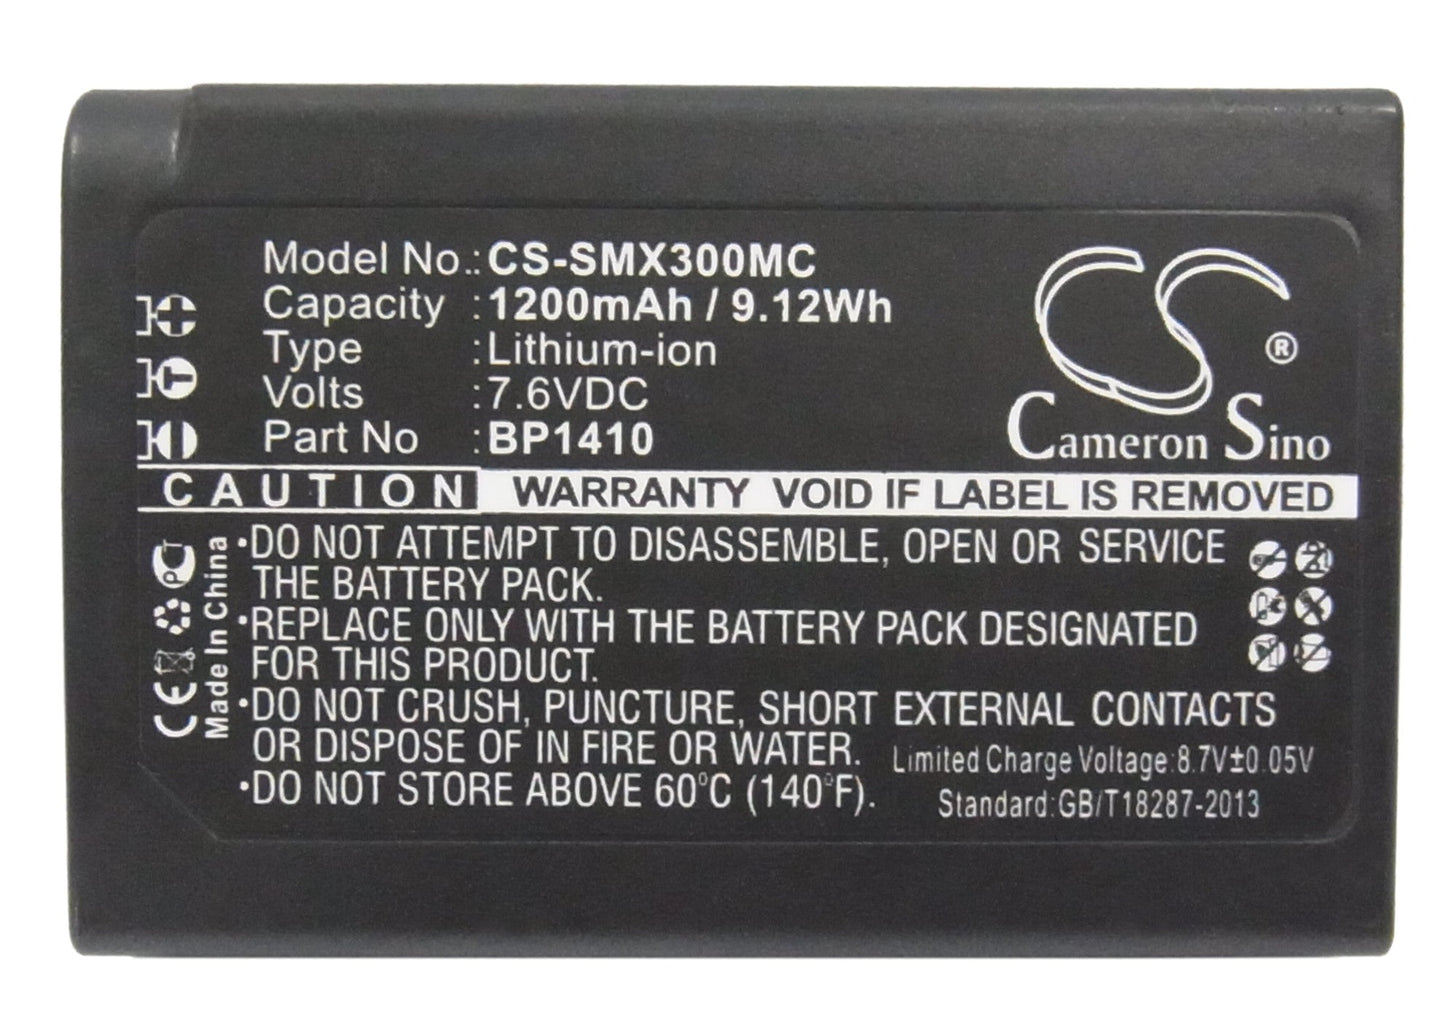 Model No.: CS-SMX300MC
Capacity : 1200mAh / 9.12Wh
Type : Lithium-ion
Volts : 7.6VDC
Part No : BP1410
CS ®
Cameron Sino
CAUTION WARRANTY VOID IF LABEL IS REMOVED
•DO NOT ATTEMPT TO DISASSEMBLE, OPEN OR SERVICE
THE BATTERY PACK.
•REPLACE ONLY WITH THE BATTERY PACK DESIGNATED
FOR THIS PRODUCT.
•DO NOT CRUSH, PUNCTURE, SHORT EXTERNAL CONTACTS
OR DISPOSE OF IN FIRE OR WATER.
•DO NOT STORE ABOVE 60°C (140°F).
Limited Charge Voltage:8.7V±0.05V
Standard:GB/T18287-2013
Made In China
CE
PCT